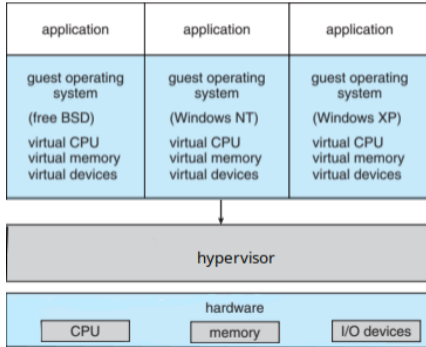 application
application
application
guest operating
system
(free BSD)
virtual CPU
virtual memory
virtual devices
guest operating
system
(Windows NT)
virtual CPU
virtual memory
virtual devices
guest operating
system
(Windows XP)
virtual CPU
virtual memory
virtual devices
hypervisor
hardware
CPU
memory
I/O devices